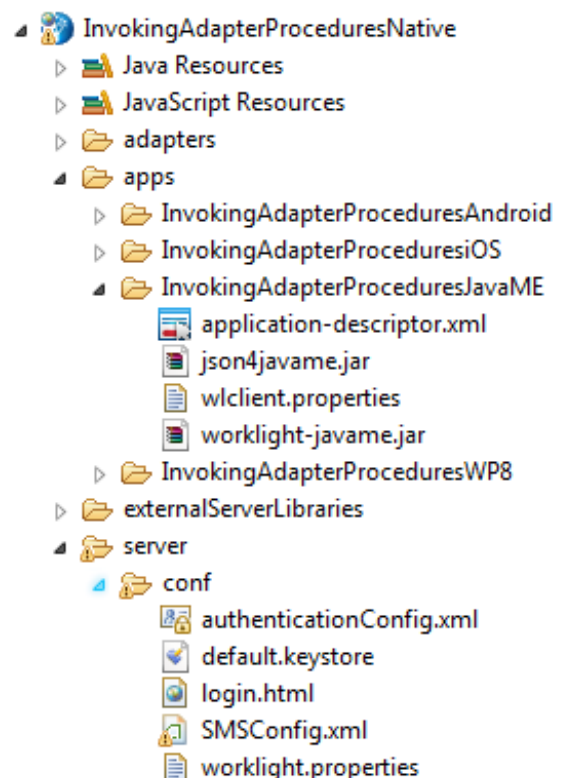 InvokingAdapterProceduresNative
Java Resources
JavaScript Resources
adapters
apps
InvokingAdapterProceduresAndroid
InvokingAdapterProceduresiOS
InvokingAdapterProceduresJavaME
application-descriptor.xml
json4javame.jar
wlclient.properties
worklight-javame.jar
InvokingAdapterProceduresWP8
externalServerLibraries
server
conf
authenticationConfig.xml
default.keystore
login.html
SMSConfig.xml
worklight.properties